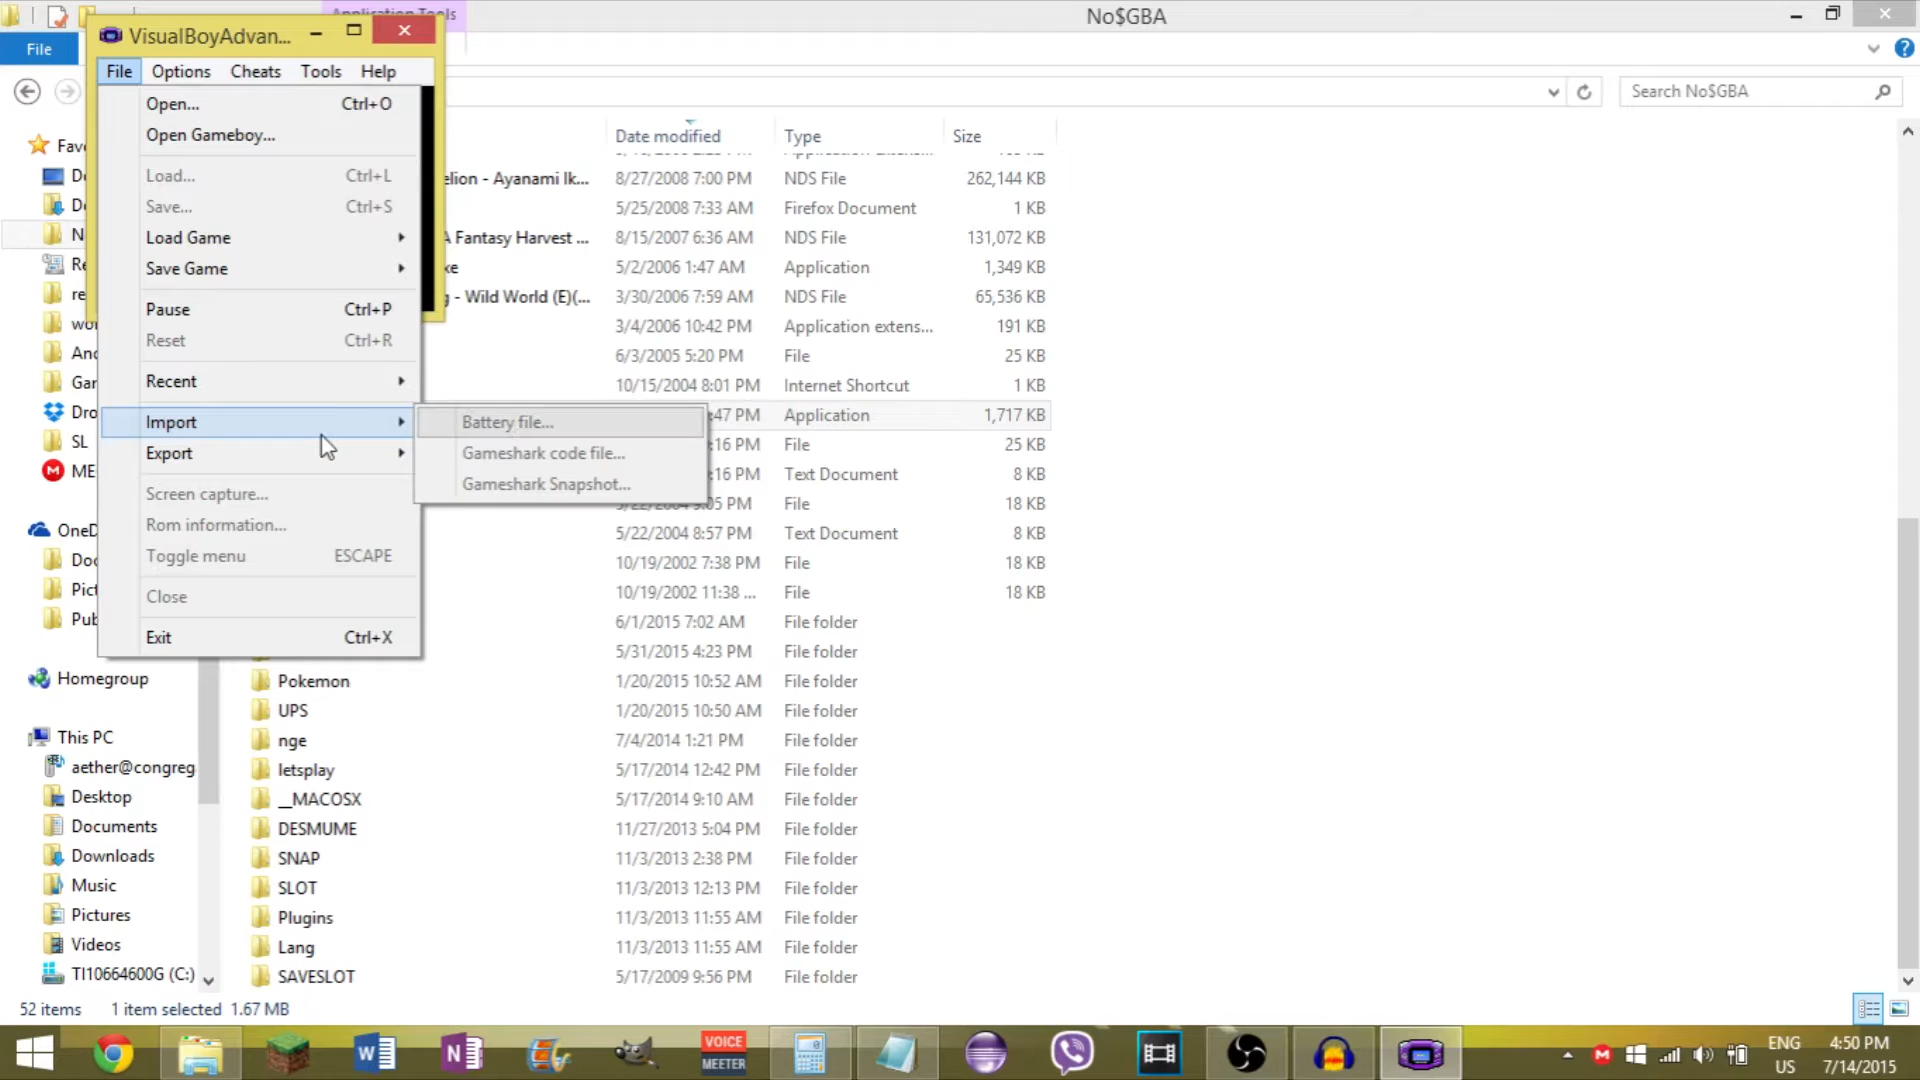 Application Tools
No$GBA
File
VisualBoyAdvan...
File Options Cheats Tools Help
Search No$GBA
Open... Ctrl+O
Open Gameboy...
Load... Ctrl+L
Save... Ctrl+S
Load Game
Save Game
Pause Ctrl+P
Reset Ctrl+R
Recent
Import
Export
Screen capture...
Rom information...
Toggle menu ESCAPE
Close
Exit Ctrl+X
Battery file...
Gameshark code file...
Gameshark Snapshot...
Date modified Type Size
elion - Ayanami Ik... 8/27/2008 7:00 PM NDS File 262,144 KB
5/25/2008 7:33 AM Firefox Document 1 KB
A Fantasy Harvest ... 8/15/2007 6:36 AM NDS File 131,072 KB
ke 5/2/2006 1:47 AM Application 1,349 KB
g - Wild World (E)(... 3/30/2006 7:59 AM NDS File 65,536 KB
3/4/2006 10:42 PM Application extens... 191 KB
6/3/2005 5:20 PM File 25 KB
10/15/2004 8:01 PM Internet Shortcut 1 KB
:47 PM Application 1,717 KB
:16 PM File 25 KB
:16 PM Text Document 8 KB
5/22/2004 9:05 PM File 18 KB
5/22/2004 8:57 PM Text Document 8 KB
10/19/2002 7:38 PM File 18 KB
10/19/2002 11:38 ... File 18 KB
6/1/2015 7:02 AM File folder
5/31/2015 4:23 PM File folder
Pokemon 1/20/2015 10:52 AM File folder
UPS 1/20/2015 10:50 AM File folder
nge 7/4/2014 1:21 PM File folder
letsplay 5/17/2014 12:42 PM File folder
__MACOSX 5/17/2014 9:10 AM File folder
DESMUME 11/27/2013 5:04 PM File folder
SNAP 11/3/2013 2:38 PM File folder
SLOT 11/3/2013 12:13 PM File folder
Plugins 11/3/2013 11:55 AM File folder
Lang 11/3/2013 11:55 AM File folder
SAVESLOT 5/17/2009 9:56 PM File folder
Fav
D
D
N
Re
re
wo
And
Gar
Dro
SL
ME
OneD
Doc
Pict
Pub
Homegroup
This PC
aether@congreg
Desktop
Documents
Downloads
Music
Pictures
Videos
TI10664600G (C:)
52 items 1 item selected 1.67 MB
VOICE
MEETER
ENG
US
4:50 PM
7/14/2015